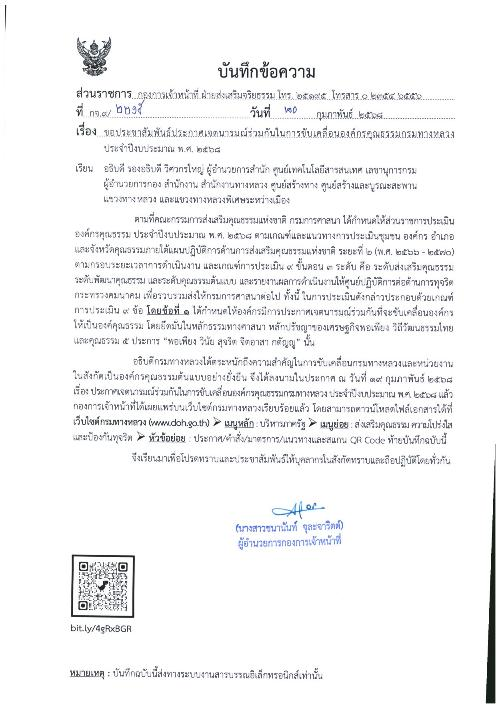 บันทึกข้อความ
ส่วนราชการ กองการเจ้าหน้าที่ ฝ่ายส่งเสริมจริยธรรม โทร. ๒๕๑๙๕ โทรสาร ๐ ๒๓๕๔ ๖๕๕๖
ที่ กจ.๙/ วันที่ ๒๐ กุมภาพันธ์ ๒๕๖๘
เรื่อง ขอประชาสัมพันธ์ประกาศเจตนารมณ์ร่วมกันในการขับเคลื่อนองค์กรคุณธรรมกรมทางหลวง
ประจำปีงบประมาณ พ.ศ. ๒๕๖๘
เรียน อธิบดี รองอธิบดี วิศวกรใหญ่ ผู้อำนวยการสำนัก ศูนย์เทคโนโลยีสารสนเทศ เลขานุการกรม
ผู้อำนวยการกอง สำนักงาน สำนักงานทางหลวง ศูนย์สร้างทาง ศูนย์สร้างและบูรณะสะพาน
แขวงทางหลวง และแขวงทางหลวงพิเศษระหว่างเมือง
ตามที่คณะกรรมการส่งเสริมคุณธรรมแห่งชาติ กรมการศาสนา ได้กำหนดให้ส่วนราชการประเมิน
องค์กรคุณธรรม ประจำปีงบประมาณ พ.ศ. ๒๕๖๘ ตามเกณฑ์และแนวทางการประเมินชุมชน องค์กร อำเภอ
และจังหวัดคุณธรรมภายใต้แผนปฏิบัติการด้านการส่งเสริมคุณธรรมแห่งชาติ ระยะที่ ๒ (พ.ศ. ๒๕๖๖ - ๒๕๗๐)
ตามกรอบระยะเวลาการดำเนินงาน และเกณฑ์การประเมิน ๙ ขั้นตอน ๓ ระดับ คือ ระดับส่งเสริมคุณธรรม
ระดับพัฒนาคุณธรรม และระดับคุณธรรมต้นแบบ และรายงานผลการดำเนินงานให้ศูนย์ปฏิบัติการต่อต้านการทุจริต
กระทรวงคมนาคม เพื่อรวบรวมส่งให้กรมการศาสนาต่อไป ทั้งนี้ ในการประเมินดังกล่าวประกอบด้วยเกณฑ์
การประเมิน ๙ ข้อ โดยข้อที่ ๑ ได้กำหนดให้องค์กรมีการประกาศเจตนารมณ์ร่วมกันที่จะขับเคลื่อนองค์กร
ให้เป็นองค์กรคุณธรรม โดยยึดมั่นในหลักธรรมทางศาสนา หลักปรัชญาของเศรษฐกิจพอเพียง วิถีวัฒนธรรมไทย
และคุณธรรม ๕ ประการ “พอเพียง วินัย สุจริต จิตอาสา กตัญญู” นั้น
อธิบดีกรมทางหลวงได้ตระหนักถึงความสำคัญในการขับเคลื่อนกรมทางหลวงและหน่วยงาน
ในสังกัดเป็นองค์กรคุณธรรมต้นแบบอย่างยั่งยืน จึงได้ลงนามในประกาศ ณ วันที่ ๑๗ กุมภาพันธ์ ๒๕๖๘
เรื่อง ประกาศเจตนารมณ์ร่วมกันในการขับเคลื่อนองค์กรคุณธรรมกรมทางหลวง ประจำปีงบประมาณ พ.ศ. ๒๕๖๘ แล้ว
กองการเจ้าหน้าที่ได้เผยแพร่บนเว็บไซต์กรมทางหลวงเรียบร้อยแล้ว โดยสามารถดาวน์โหลดไฟล์เอกสารได้ที่
เว็บไซต์กรมทางหลวง (www.doh.go.th) ➢ เมนูหลัก : บริหารภาครัฐ ➢ เมนูย่อย : ส่งเสริมคุณธรรม ความโปร่งใส
และป้องกันทุจริต ➢ หัวข้อย่อย : ประกาศ/คำสั่ง/มาตรการ/แนวทางและสแกน QR Code ท้ายบันทึกฉบับนี้
จึงเรียนมาเพื่อโปรดทราบและประชาสัมพันธ์ให้บุคลากรในสังกัดทราบและถือปฏิบัติโดยทั่วกัน
(นางสาวชนานันท์ จุละจาริตต์)
ผู้อำนวยการกองการเจ้าหน้าที่
bit.ly/4gRxBGR
หมายเหตุ : บันทึกฉบับนี้ส่งทางระบบงานสารบรรณอิเล็กทรอนิกส์เท่านั้น